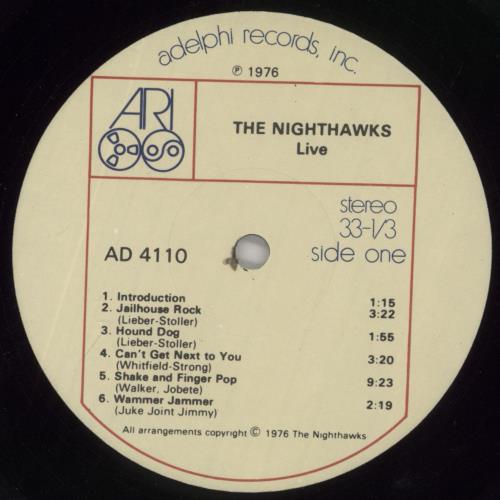 adelphi records, inc.
℗ 1976
ARI
THE NIGHTHAWKS
Live
stereo
33-1/3
AD 4110
side one
1. Introduction 1:15
2. Jailhouse Rock 3:22
(Lieber-Stoller)
3. Hound Dog 1:55
(Lieber-Stoller)
4. Can't Get Next to You 3:20
(Whitfield-Strong)
5. Shake and Finger Pop 9:23
(Walker, Jobete)
6. Wammer Jammer 2:19
(Juke Joint Jimmy)
All arrangements copyright © 1976 The Nighthawks